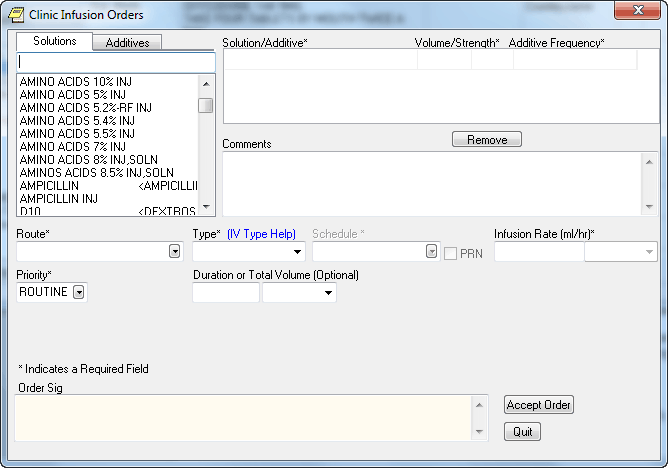 Clinic Infusion Orders
Solutions
Additives
AMINO ACIDS 10% INJ
AMINO ACIDS 5% INJ
AMINO ACIDS 5.2%-RF INJ
AMINO ACIDS 5.4% INJ
AMINO ACIDS 5.5% INJ
AMINO ACIDS 7% INJ
AMINO ACIDS 8% INJ,SOLN
AMINOS ACIDS 8.5% INJ,SOLN
AMPICILLIN <AMPICILLIN
AMPICILLIN INJ
D10 <DEXTROS
Solution/Additive* Volume/Strength* Additive Frequency*
Remove
Comments
Route* Type* (IV Type Help) Schedule * PRN Infusion Rate (ml/hr)*
Priority* Duration or Total Volume (Optional)
ROUTINE
* Indicates a Required Field
Order Sig
Accept Order
Quit